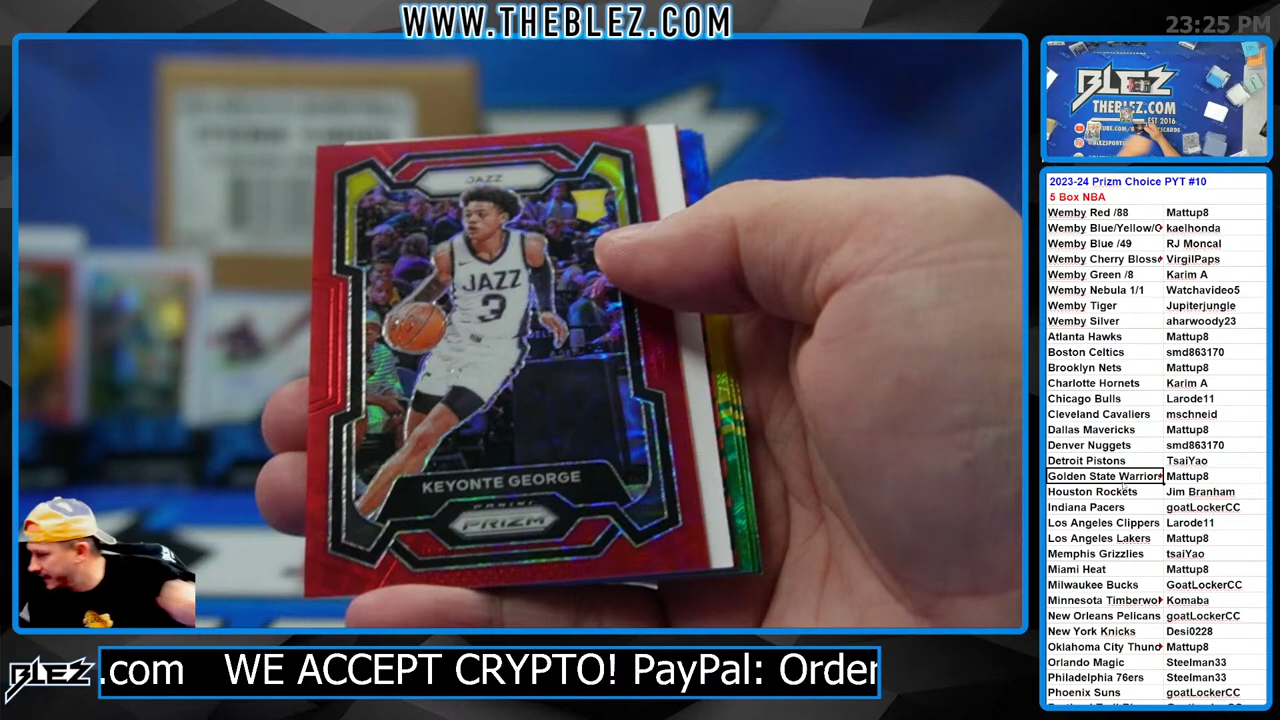 WWW.THEBLEZ.COM
23:25 PM
JAZZ
JAZZ
3
KEYONTE GEORGE
PANINI
PRIZM
BLEZ
THEBLEZ.COM
EST 2016
2023-24 Prizm Choice PYT #10
5 Box NBA
Wemby Red /88 Mattup8
Wemby Blue/Yellow/ kaelhonda
Wemby Blue /49 RJ Moncal
Wemby Cherry Bloss VirgilPaps
Wemby Green /8 Karim A
Wemby Nebula 1/1 Watchavideo5
Wemby Tiger Jupiterjungle
Wemby Silver aharwoody23
Atlanta Hawks Mattup8
Boston Celtics smd863170
Brooklyn Nets Mattup8
Charlotte Hornets Karim A
Chicago Bulls Larode11
Cleveland Cavaliers mschneid
Dallas Mavericks Mattup8
Denver Nuggets smd863170
Detroit Pistons TsaiYao
Golden State Warrior Mattup8
Houston Rockets Jim Branham
Indiana Pacers goatLockerCC
Los Angeles Clippers Larode11
Los Angeles Lakers Mattup8
Memphis Grizzlies tsaiYao
Miami Heat Mattup8
Milwaukee Bucks GoatLockerCC
Minnesota Timberwol Komaba
New Orleans Pelicans goatLockerCC
New York Knicks Desi0228
Oklahoma City Thund Mattup8
Orlando Magic Steelman33
Philadelphia 76ers Steelman33
Phoenix Suns goatLockerCC
BLEZ
.com WE ACCEPT CRYPTO! PayPal: Order